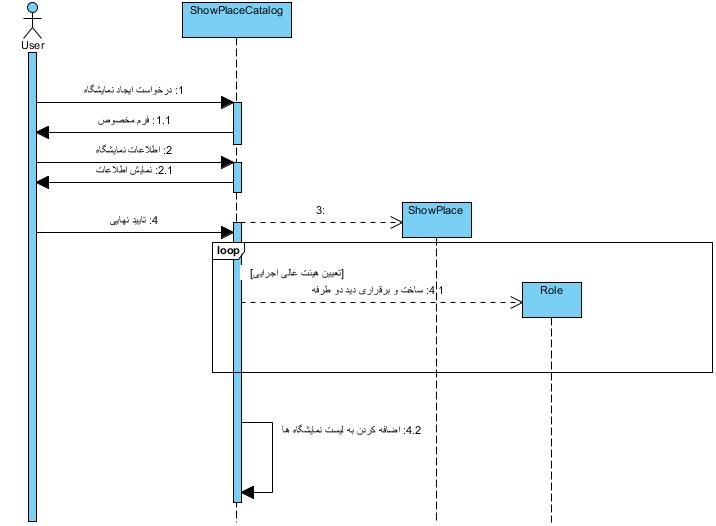 ShowPlaceCatalog
User
1: درخواست ایجاد نمایشگاه
1.1: فرم مخصوص
2: اطلاعات نمایشگاه
2.1: نمایش اطلاعات
3:
ShowPlace
4: تایید نهایی
loop
[تعیین هیئت عالی اجرایی]
4.1: ساخت و برقراری دید دو طرفه
Role
4.2: اضافه کردن به لیست نمایشگاه ها